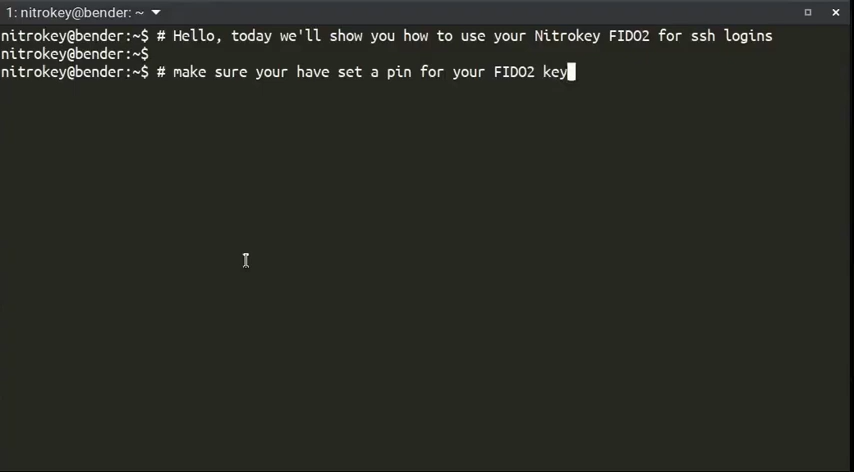 1: nitrokey@bender: ~
nitrokey@bender:~$ # Hello, today we'll show you how to use your Nitrokey FIDO2 for ssh logins
nitrokey@bender:~$
nitrokey@bender:~$ # make sure your have set a pin for your FIDO2 key